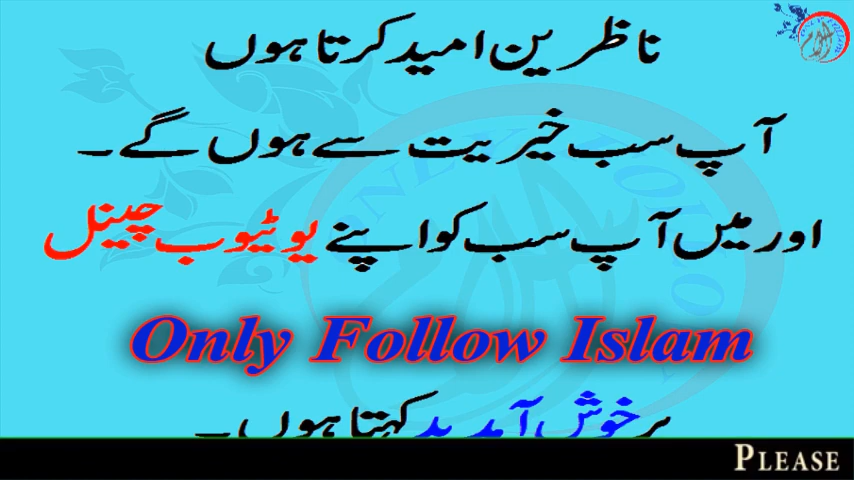 ناظرین امید کرتا ہوں
آپ سب خیریت سے ہوں گے۔
اور میں آپ سب کو اپنے یوٹیوب چینل
Only Follow Islam
پر خوش آمدید کہتا ہوں۔
PLEASE